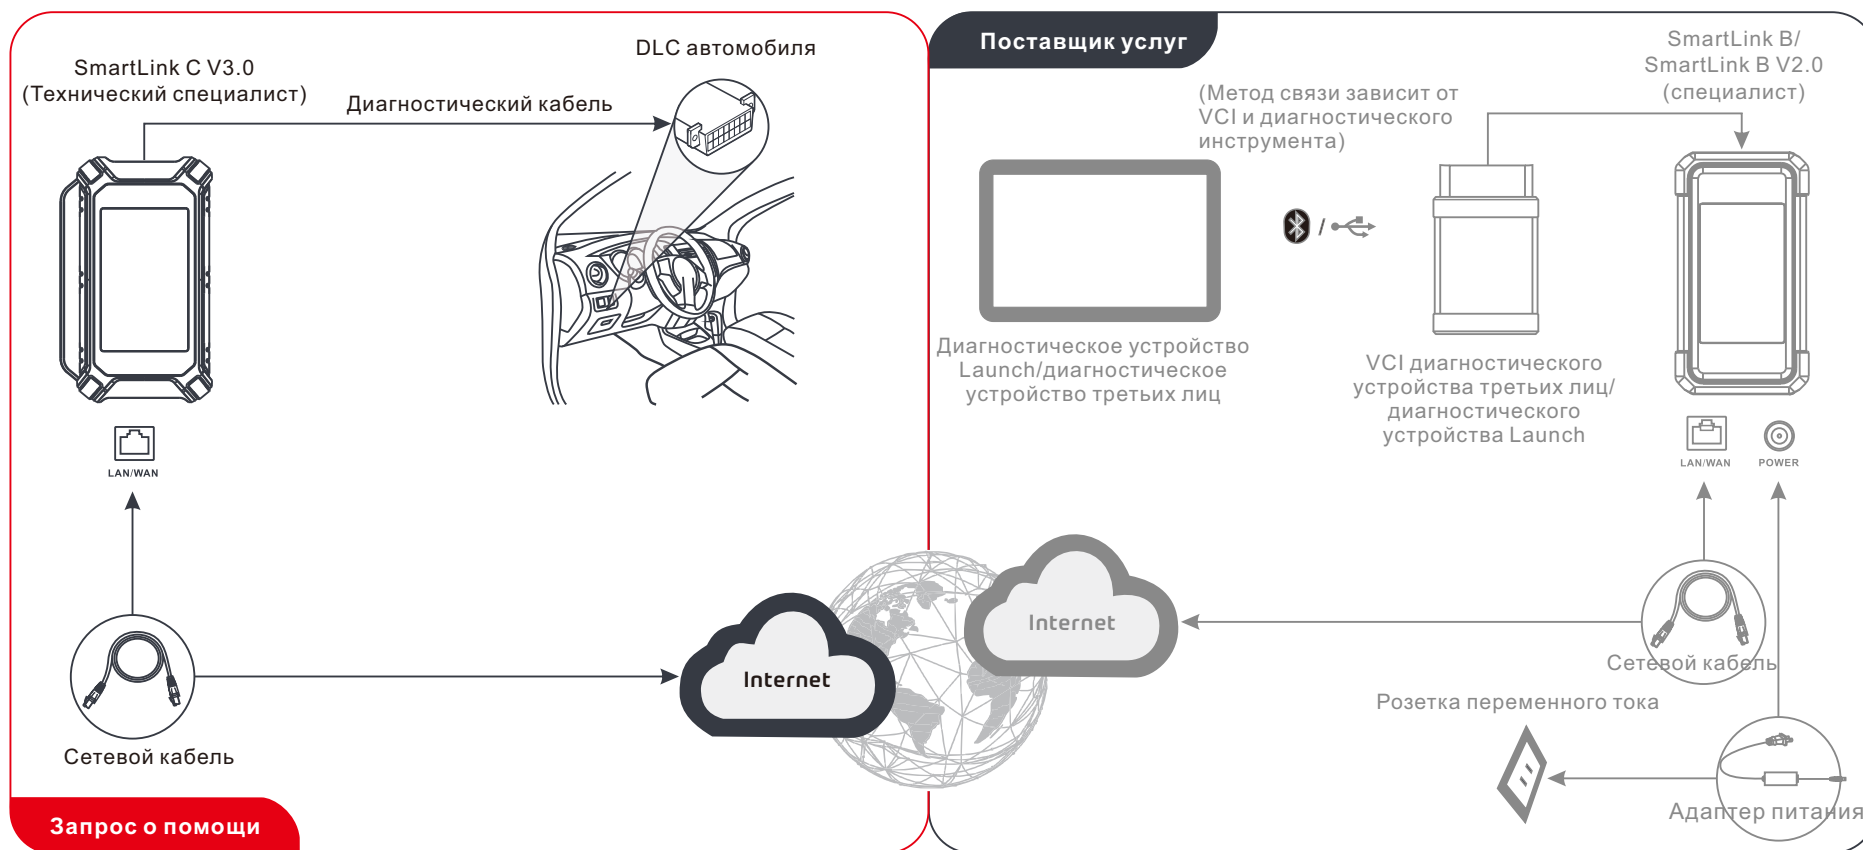 SmartLink C V3.0
(Технический специалист)
Диагностический кабель
DLC автомобиля
LAN/WAN
Internet
Сетевой кабель
Запрос о помощи
Поставщик услуг
SmartLink B/
SmartLink B V2.0
(специалист)
(Метод связи зависит от
VCI и диагностического
инструмента)
/
Диагностическое устройство
Launch/диагностическое
устройство третьих лиц
VCI диагностического
устройства третьих лиц/
диагностического
устройства Launch
LAN/WAN
POWER
Internet
Сетевой кабель
Розетка переменного тока
Адаптер питания